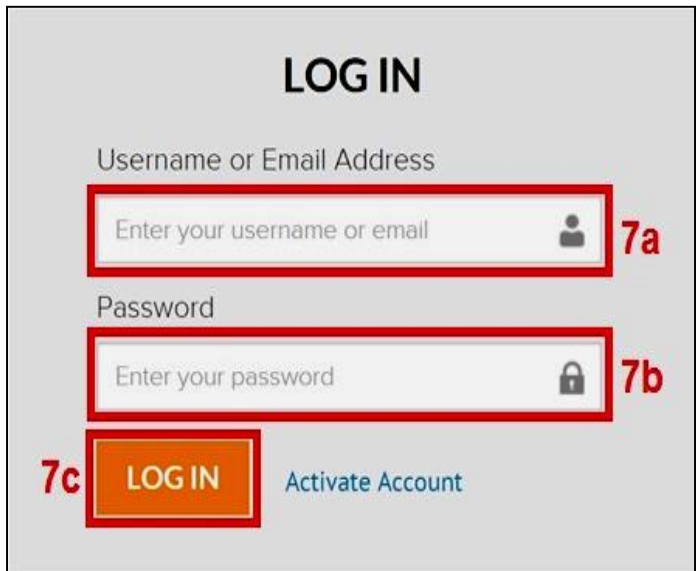 LOG IN
Username or Email Address
Enter your username or email
7a
Password
Enter your password
7b
7c LOG IN Activate Account